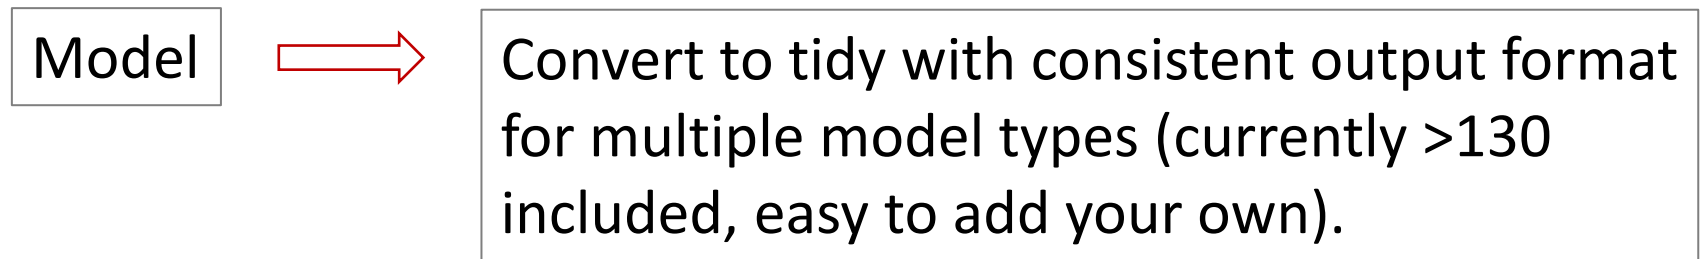 Model
Convert to tidy with consistent output format
for multiple model types (currently >130
included, easy to add your own).